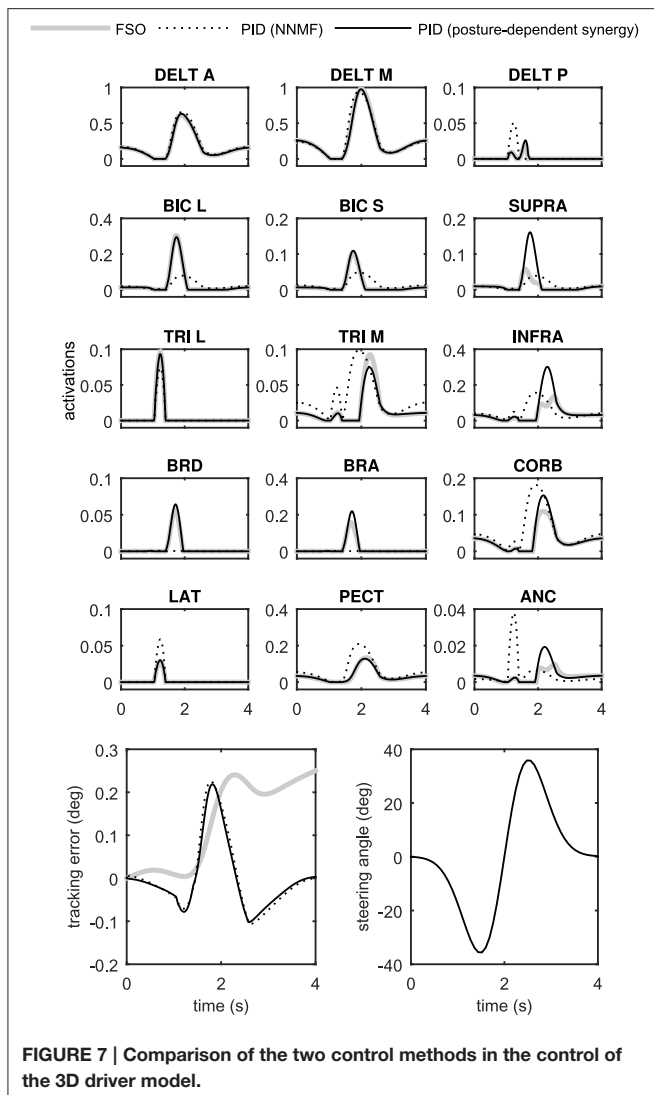 FSO PID (NNMF) PID (posture-dependent synergy)
DELT A DELT M DELT P
1 1 0.1
0.5 0.5 0.05
0 0 0
BIC L BIC S SUPRA
0.4 0.2 0.2
0.2 0.1 0.1
0 0 0
TRI L TRI M INFRA
activations
0.1 0.1 0.4
0.05 0.05 0.2
0 0 0
BRD BRA CORB
0.1 0.4 0.2
0.05 0.2 0.1
0 0 0
LAT PECT ANC
0.1 0.4 0.04
0.05 0.2 0.02
0 0 0
0 2 4 0 2 4 0 2 4
tracking error (deg)
0.3
0.2
0.1
0
-0.1
-0.2
0 2 4
time (s)
steering angle (deg)
40
20
0
-20
-40
0 2 4
time (s)
FIGURE 7 | Comparison of the two control methods in the control of
the 3D driver model.